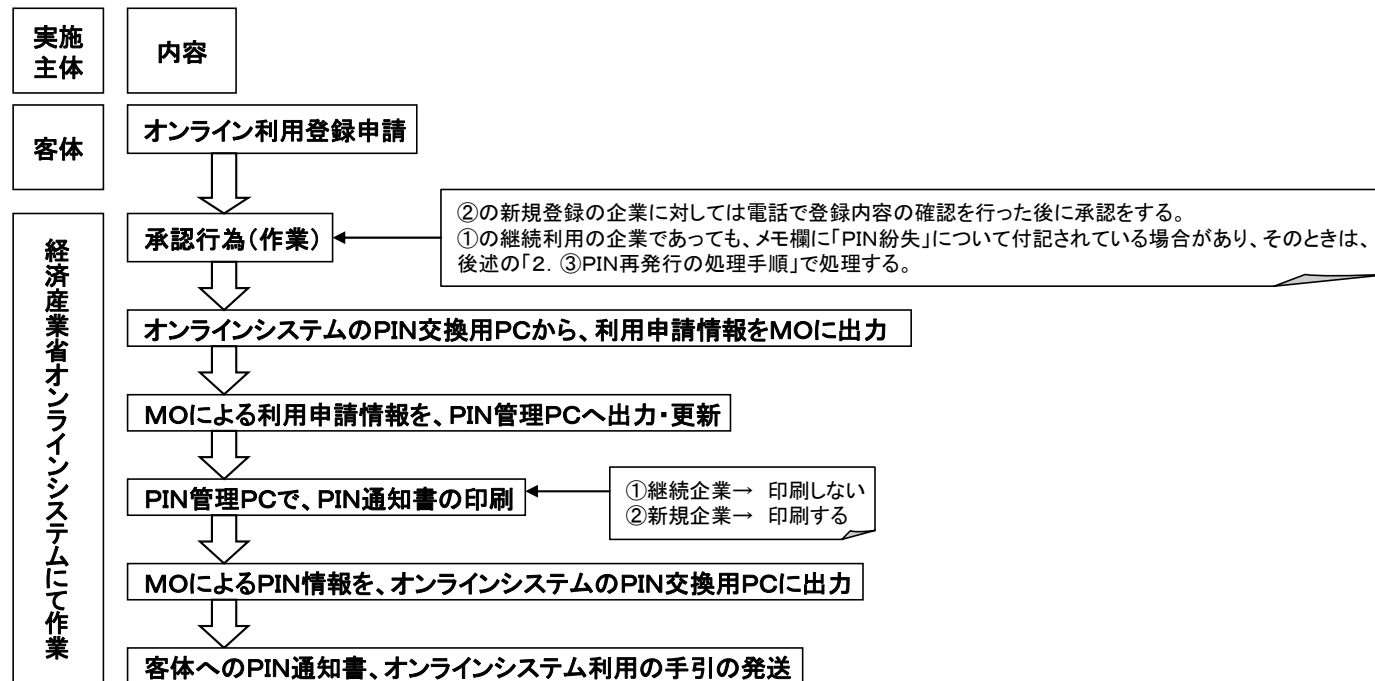 実施
主体
内容
客体
オンライン利用登録申請
経済産業省オンラインシステムにて作業
承認行為（作業）
②の新規登録の企業に対しては電話で登録内容の確認を行った後に承認をする。
①の継続利用の企業であっても、メモ欄に「PIN紛失」について付記されている場合があり、そのときは、
後述の「２．③PIN再発行の処理手順」で処理する。
オンラインシステムのPIN交換用PCから、利用申請情報をMOに出力
MOによる利用申請情報を、PIN管理PCへ出力・更新
PIN管理PCで、PIN通知書の印刷
①継続企業→ 印刷しない
②新規企業→ 印刷する
MOによるPIN情報を、オンラインシステムのPIN交換用PCに出力
客体へのPIN通知書、オンラインシステム利用の手引の発送